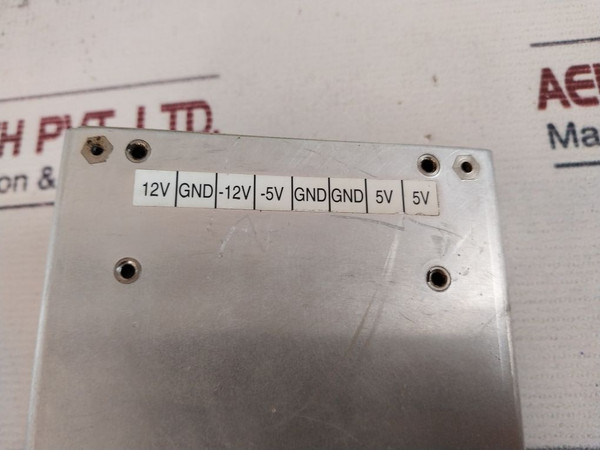 H PVT. LTD.
on &
AE
Ma
12V GND -12V -5V GND GND 5V 5V